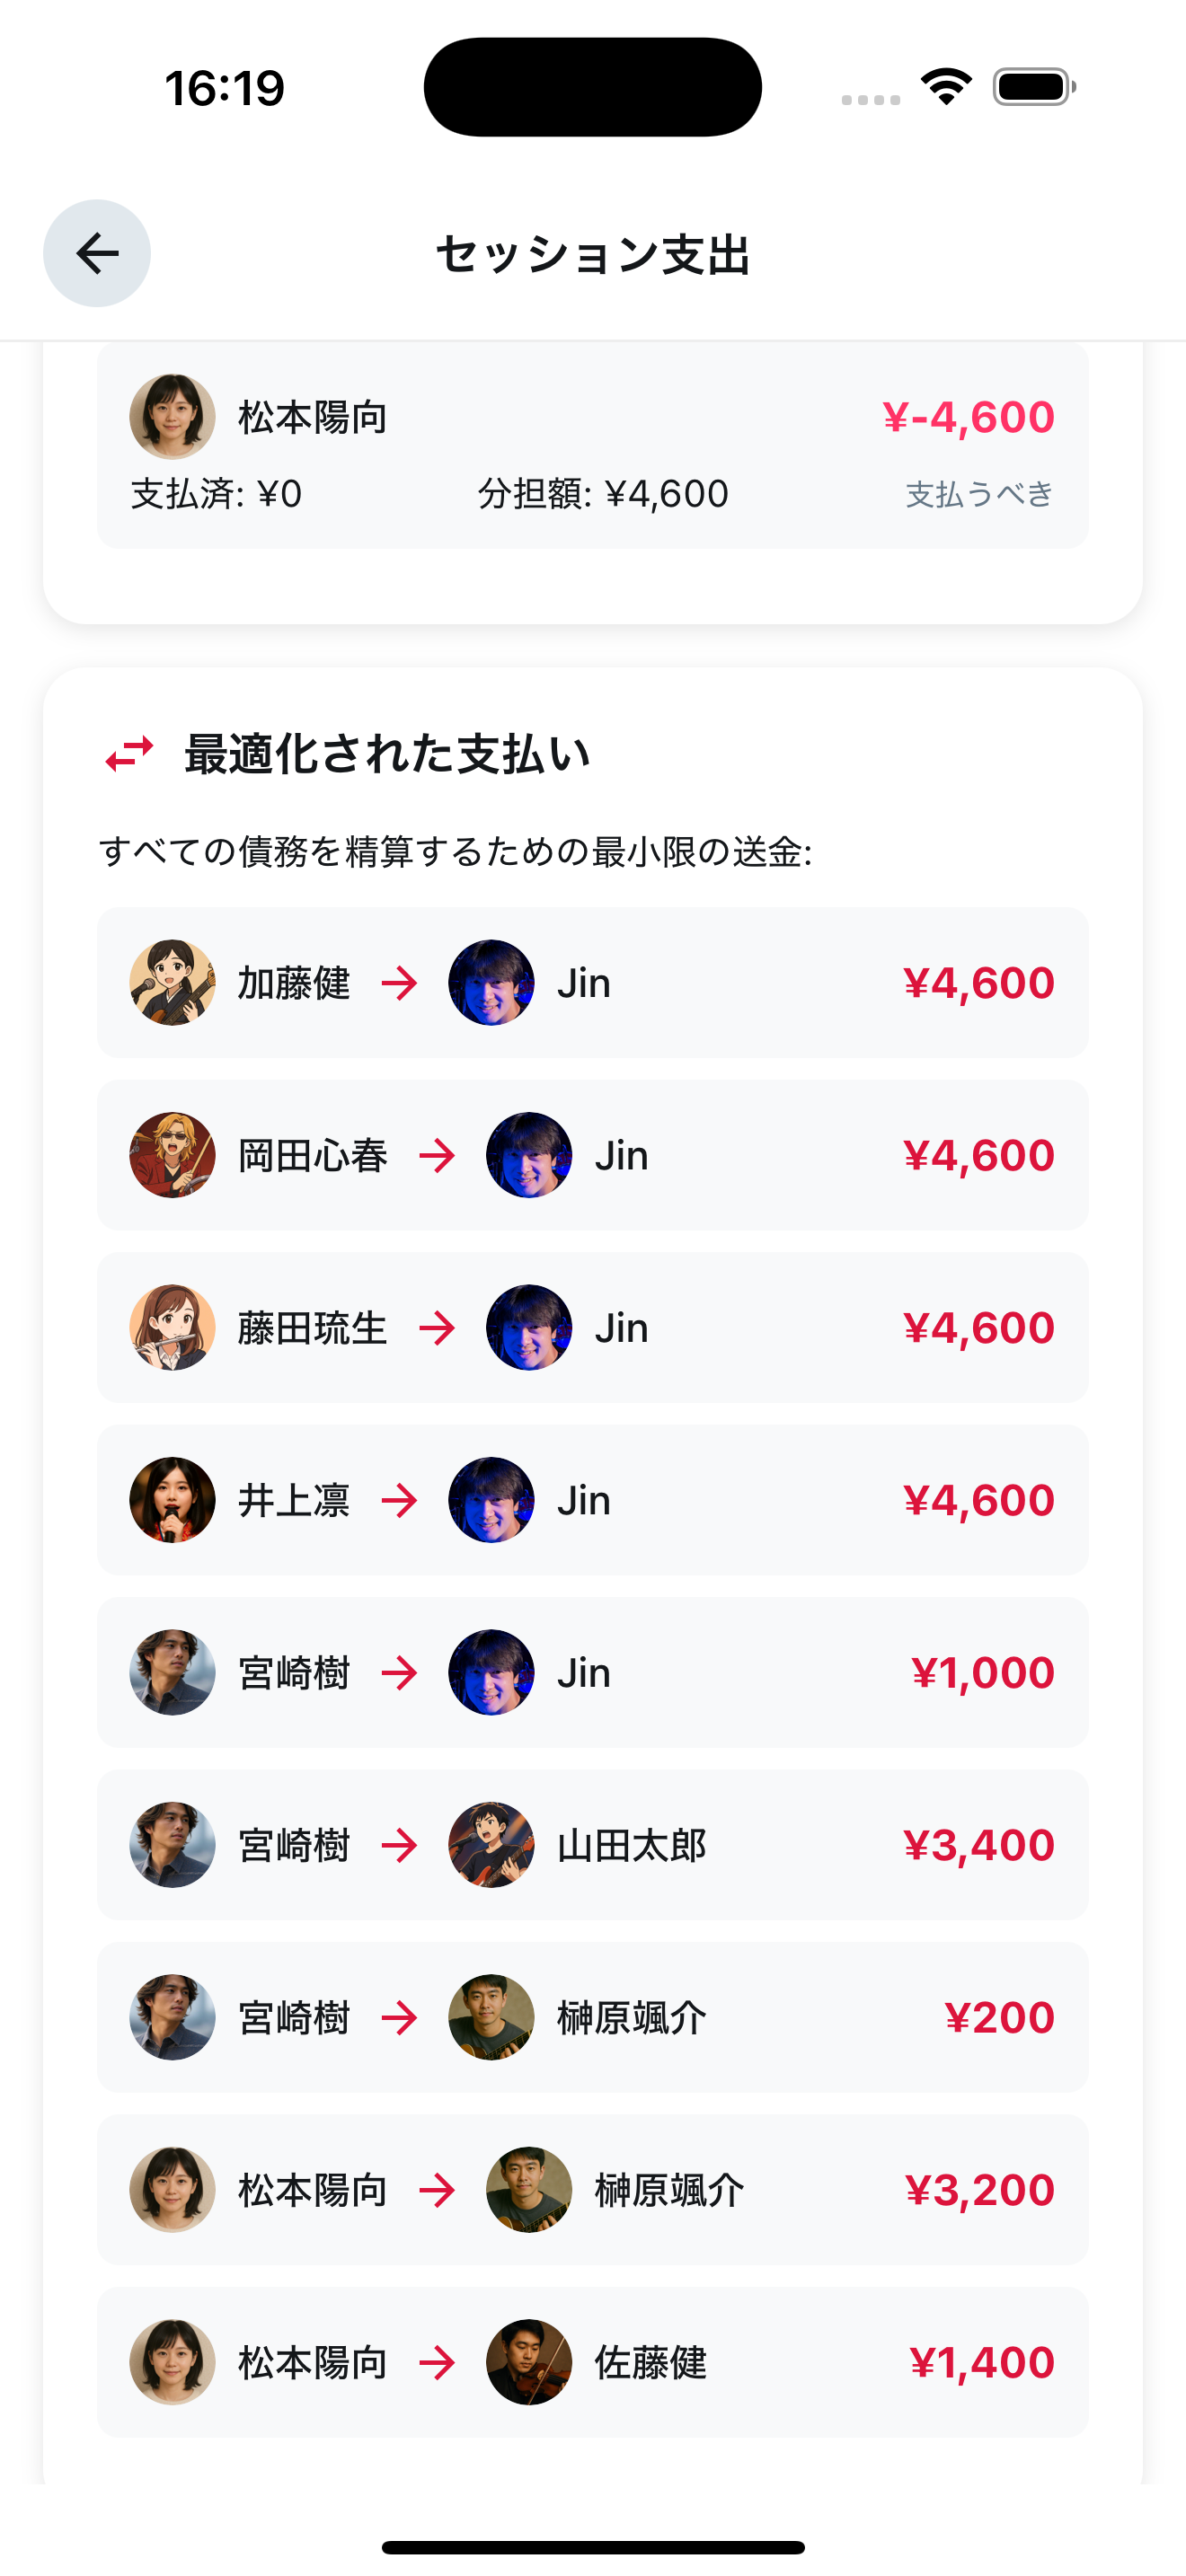 16:19
セッション支出
松本陽向
¥-4,600
支払済: ¥0
分担額: ¥4,600
支払うべき
最適化された支払い
すべての債務を精算するための最小限の送金:
加藤健 → Jin ¥4,600
岡田心春 → Jin ¥4,600
藤田琉生 → Jin ¥4,600
井上凛 → Jin ¥4,600
宮崎樹 → Jin ¥1,000
宮崎樹 → 山田太郎 ¥3,400
宮崎樹 → 榊原颯介 ¥200
松本陽向 → 榊原颯介 ¥3,200
松本陽向 → 佐藤健 ¥1,400